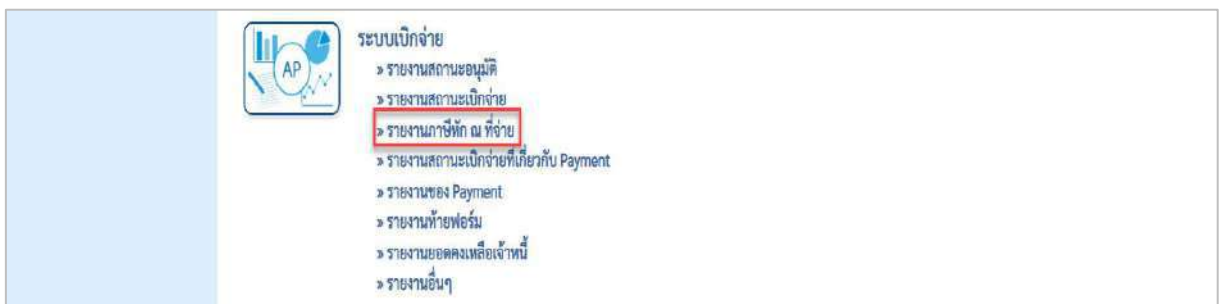 AP
ระบบเบิกจ่าย
» รายงานสถานะอนุมัติ
» รายงานสถานะเบิกจ่าย
» รายงานภาษีหัก ณ ที่จ่าย
» รายงานสถานะเบิกจ่ายที่เกี่ยวกับ Payment
» รายงานของ Payment
» รายงานท้ายฟอร์ม
» รายงานยอดคงเหลือเจ้าหนี้
» รายงานอื่นๆ